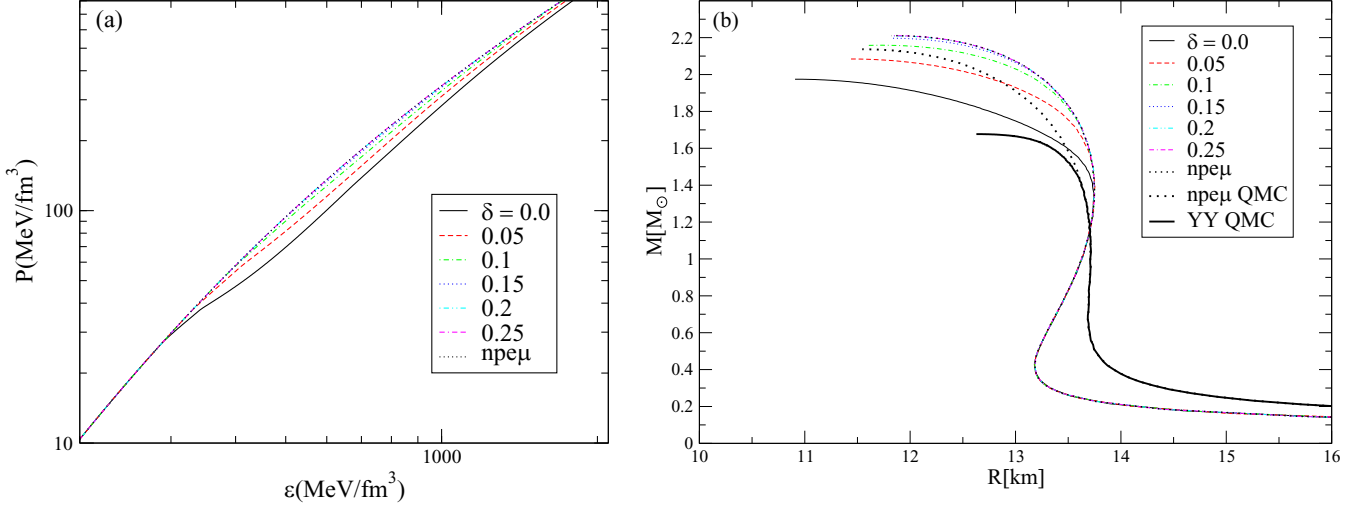 (a)
P(MeV/fm³)
100
10
1000
ε(MeV/fm³)
δ = 0.0
0.05
0.1
0.15
0.2
0.25
npeμ
(b)
M[M⊙]
2.2
2
1.8
1.6
1.4
1.2
1
0.8
0.6
0.4
0.2
0
10
11
12
13
14
15
16
R[km]
δ = 0.0
0.05
0.1
0.15
0.2
0.25
npeμ
npeμ QMC
YY QMC